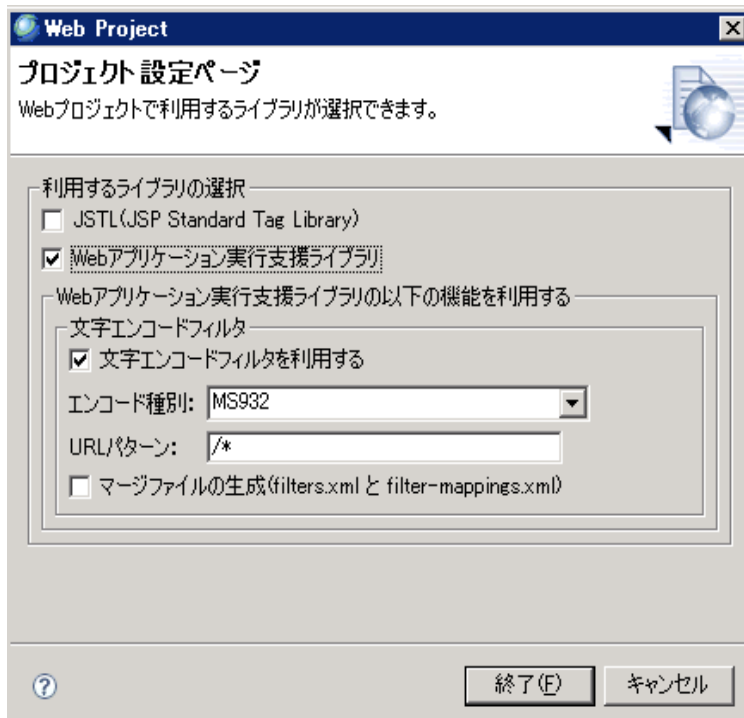 Web Project
プロジェクト設定ページ
Webプロジェクトで利用するライブラリが選択できます。
利用するライブラリの選択
JSTL(JSP Standard Tag Library)
Webアプリケーション実行支援ライブラリ
Webアプリケーション実行支援ライブラリの以下の機能を利用する
文字エンコードフィルタ
文字エンコードフィルタを利用する
エンコード種別: MS932
URLパターン: /*
マージファイルの生成(filters.xml と filter-mappings.xml)
? 終了(F) キャンセル